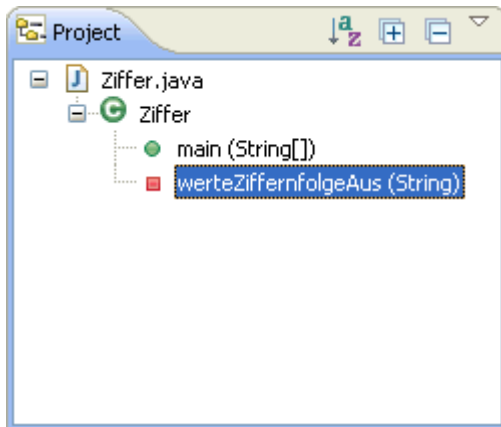 Project
Ziffer.java
Ziffer
main (String[])
werteZiffernfolgeAus (String)